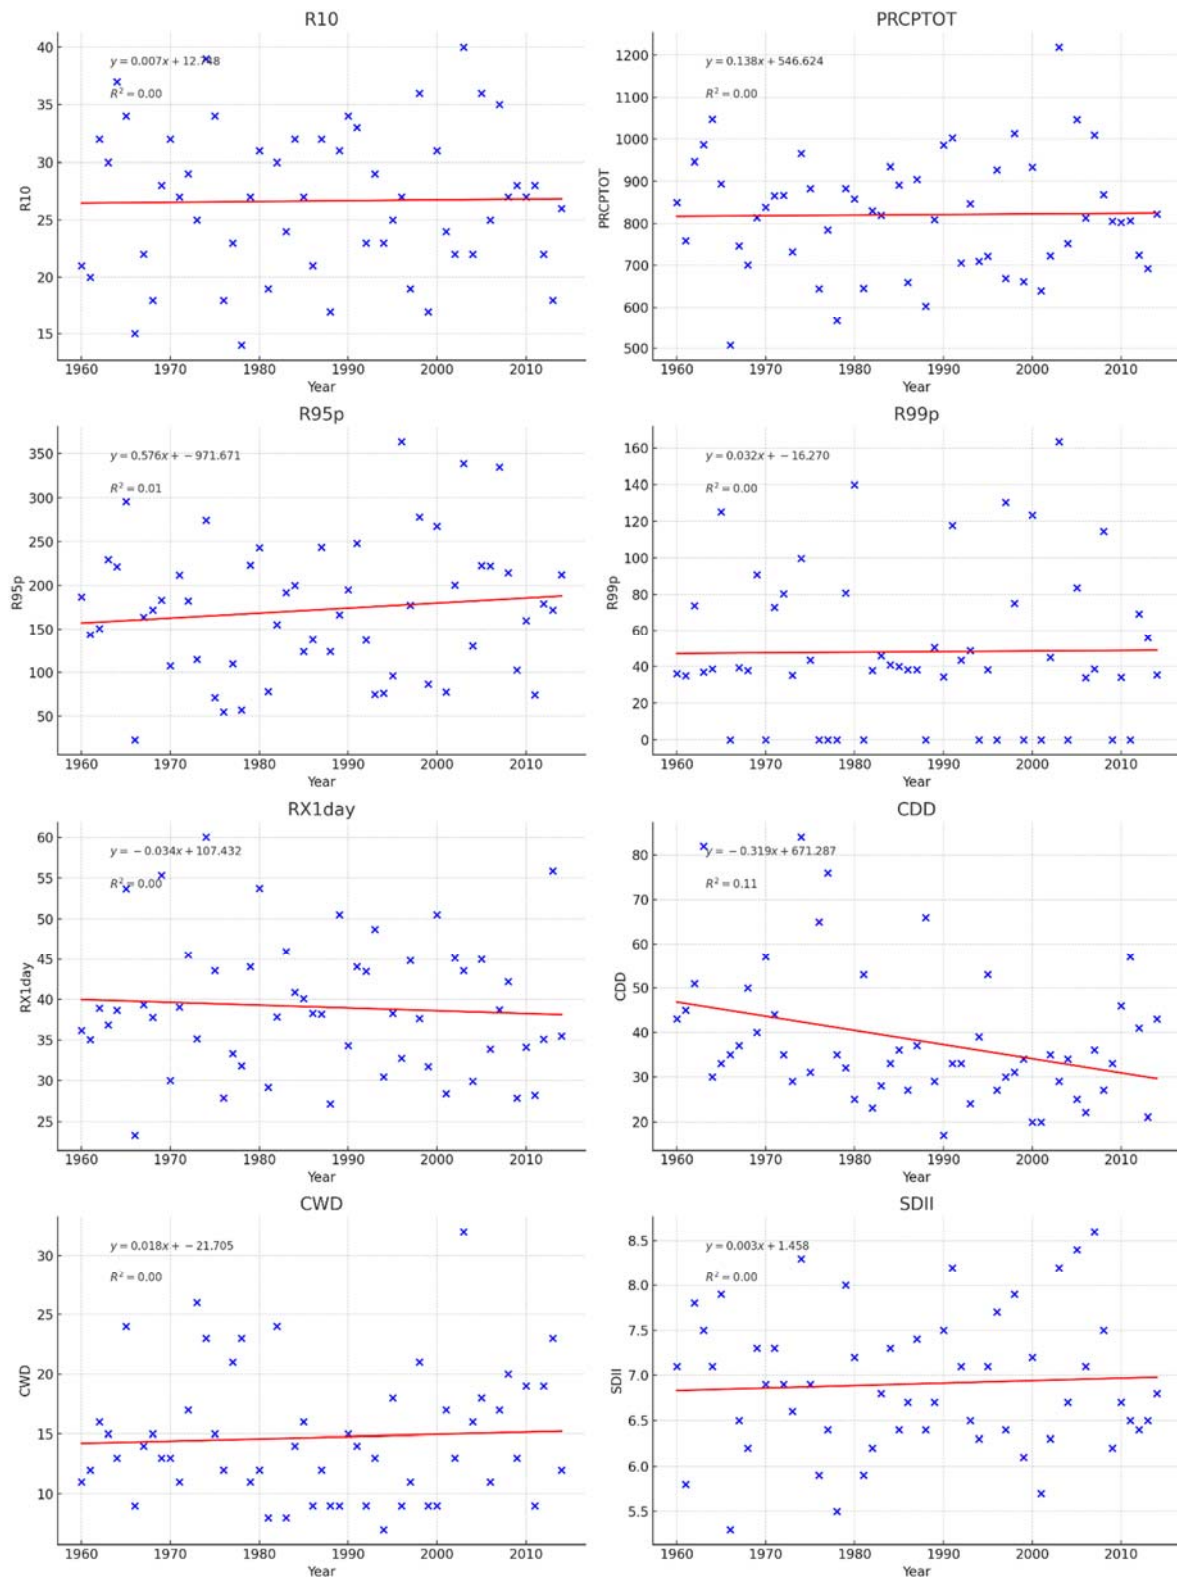 R10
y = 0.007x + 12.748
R² = 0.00
40
35
30
25
20
15
R10
1960 1970 1980 1990 2000 2010
Year
PRCPTOT
y = 0.138x + 546.624
R² = 0.00
1200
1100
1000
900
800
700
600
500
PRCPTOT
1960 1970 1980 1990 2000 2010
Year
R95p
y = 0.576x + −971.671
R² = 0.01
350
300
250
200
150
100
50
R95p
1960 1970 1980 1990 2000 2010
Year
R99p
y = 0.032x + −16.270
R² = 0.00
160
140
120
100
80
60
40
20
0
R99p
1960 1970 1980 1990 2000 2010
Year
RX1day
y = −0.034x + 107.432
R² = 0.00
60
55
50
45
40
35
30
25
RX1day
1960 1970 1980 1990 2000 2010
Year
CDD
y = −0.319x + 671.287
R² = 0.11
80
70
60
50
40
30
20
CDD
1960 1970 1980 1990 2000 2010
Year
CWD
y = 0.018x + −21.705
R² = 0.00
30
25
20
15
10
CWD
1960 1970 1980 1990 2000 2010
Year
SDII
y = 0.003x + 1.458
R² = 0.00
8.5
8.0
7.5
7.0
6.5
6.0
5.5
SDII
1960 1970 1980 1990 2000 2010
Year